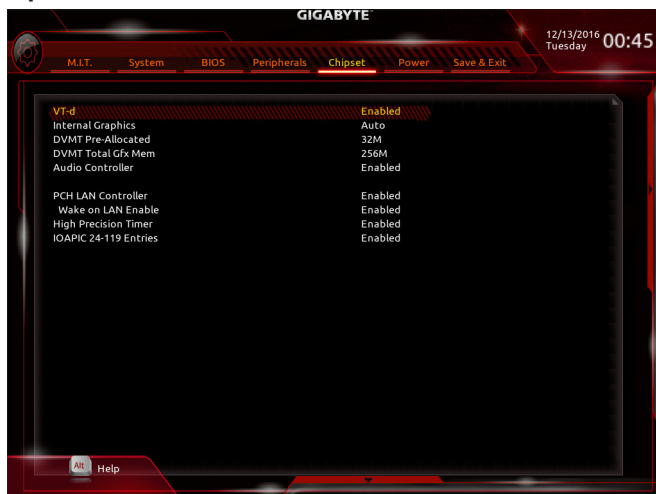 GIGABYTE™
12/13/2016 Tuesday 00:45
M.I.T. System BIOS Peripherals Chipset Power Save & Exit
VT-d Enabled
Internal Graphics Auto
DVMT Pre-Allocated 32M
DVMT Total Gfx Mem 256M
Audio Controller Enabled
PCH LAN Controller Enabled
Wake on LAN Enable Enabled
High Precision Timer Enabled
IOAPIC 24-119 Entries Enabled
Alt Help